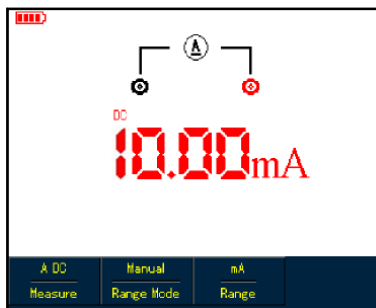 A
DC
10.00mA
A DC Manual mA
Measure Range Mode Range